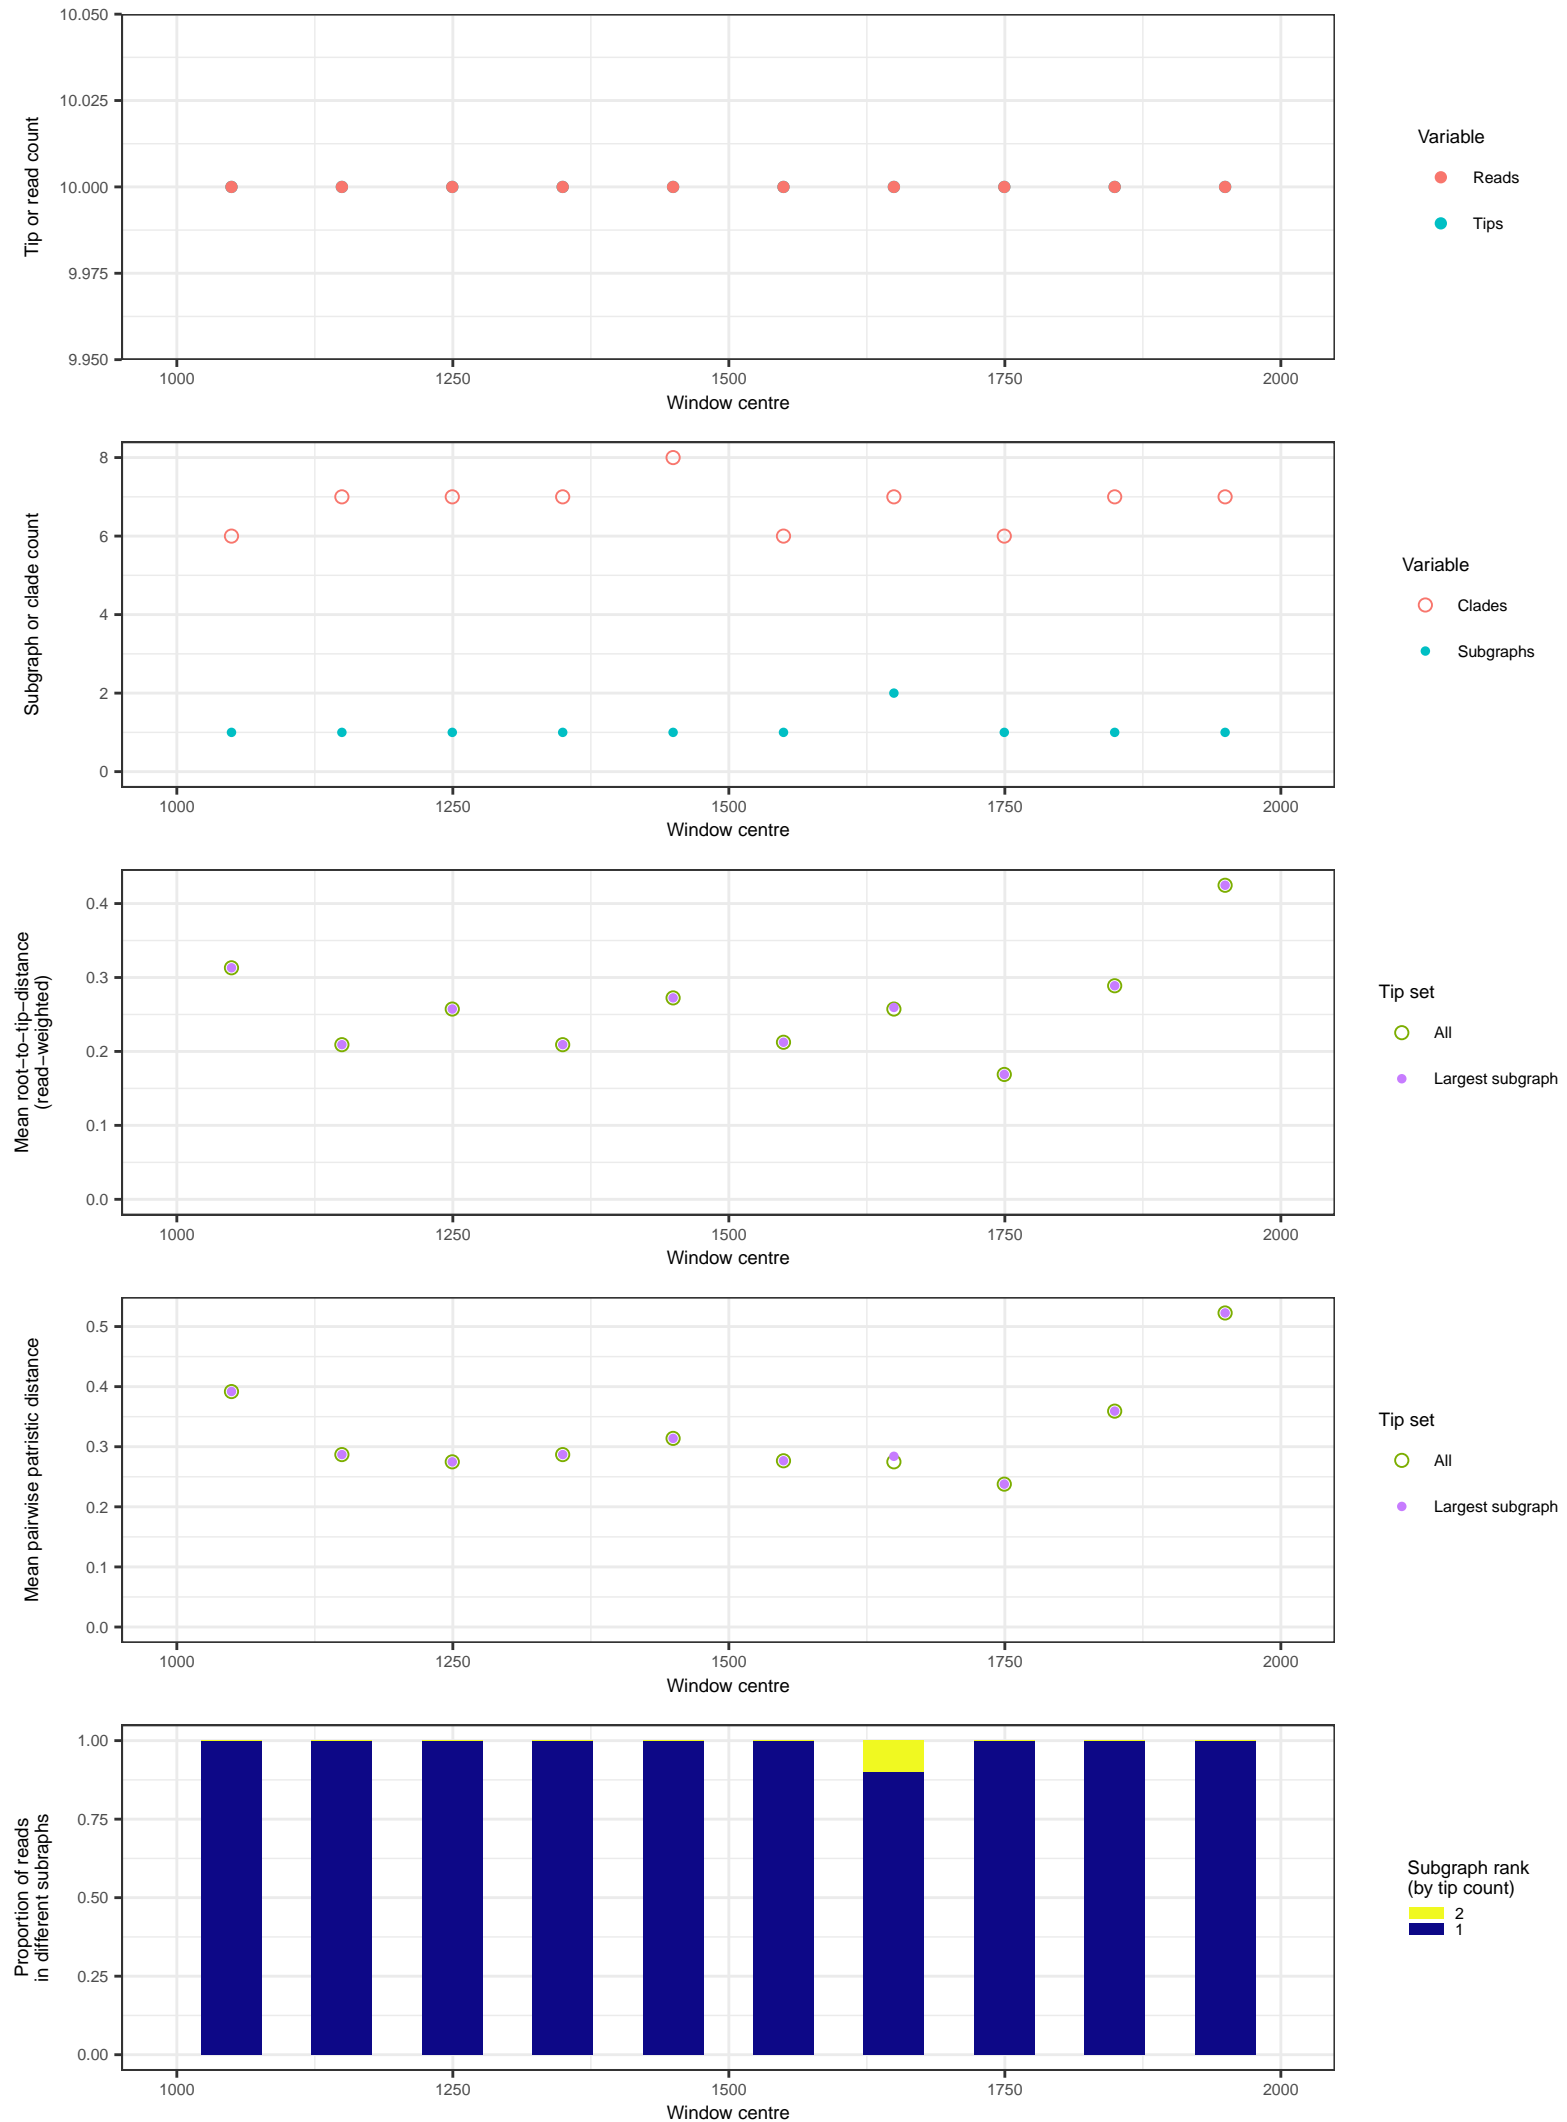 10.050
10.025
10.000
9.975
9.950
Tip or read count
1000 1250 1500 1750 2000
Window centre
Variable
Reads
Tips
8
6
4
2
0
Subgraph or clade count
1000 1250 1500 1750 2000
Window centre
Variable
Clades
Subgraphs
0.4
0.3
0.2
0.1
0.0
Mean root−to−tip−distance
(read−weighted)
1000 1250 1500 1750 2000
Window centre
Tip set
All
Largest subgraph
0.5
0.4
0.3
0.2
0.1
0.0
Mean pairwise patristic distance
1000 1250 1500 1750 2000
Window centre
Tip set
All
Largest subgraph
1.00
0.75
0.50
0.25
0.00
Proportion of reads
in different subraphs
1000 1250 1500 1750 2000
Window centre
Subgraph rank
(by tip count)
2
1